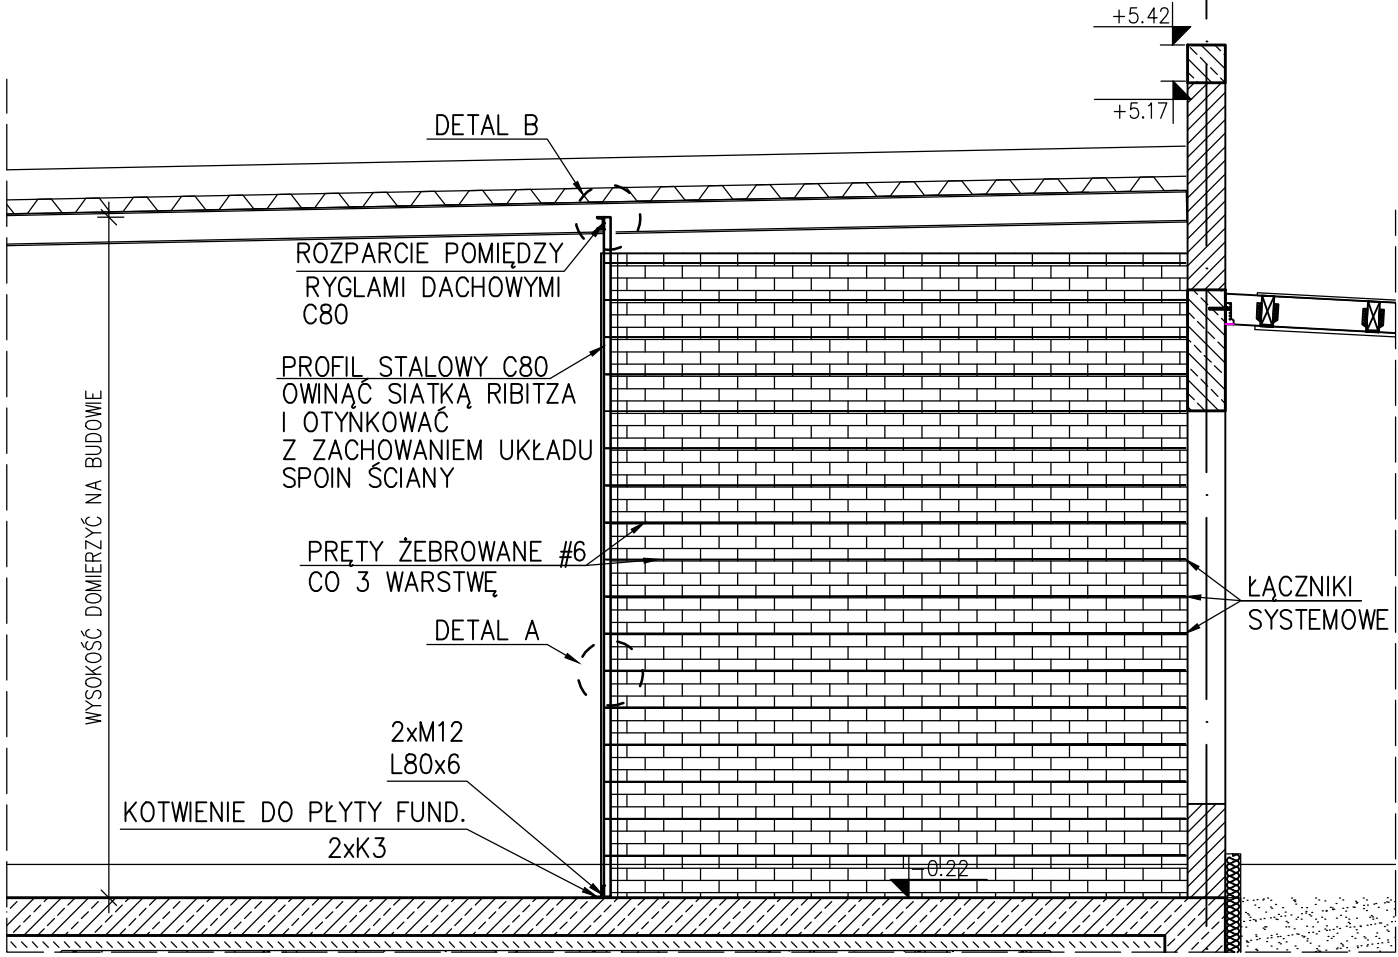 +5.42
+5.17
DETAL B
ROZPARCIE POMIĘDZY
RYGLAMI DACHOWYMI
C80
PROFIL STALOWY C80
OWINĄĆ SIATKĄ RIBITZA
I OTYNKOWAĆ
Z ZACHOWANIEM UKŁADU
SPOIN ŚCIANY
WYSOKOŚĆ DOMIERZYĆ NA BUDOWIE
PRĘTY ŻEBROWANE #6
CO 3 WARSTWĘ
ŁĄCZNIKI
SYSTEMOWE
DETAL A
2xM12
L80x6
KOTWIENIE DO PŁYTY FUND.
2xK3
-0.22